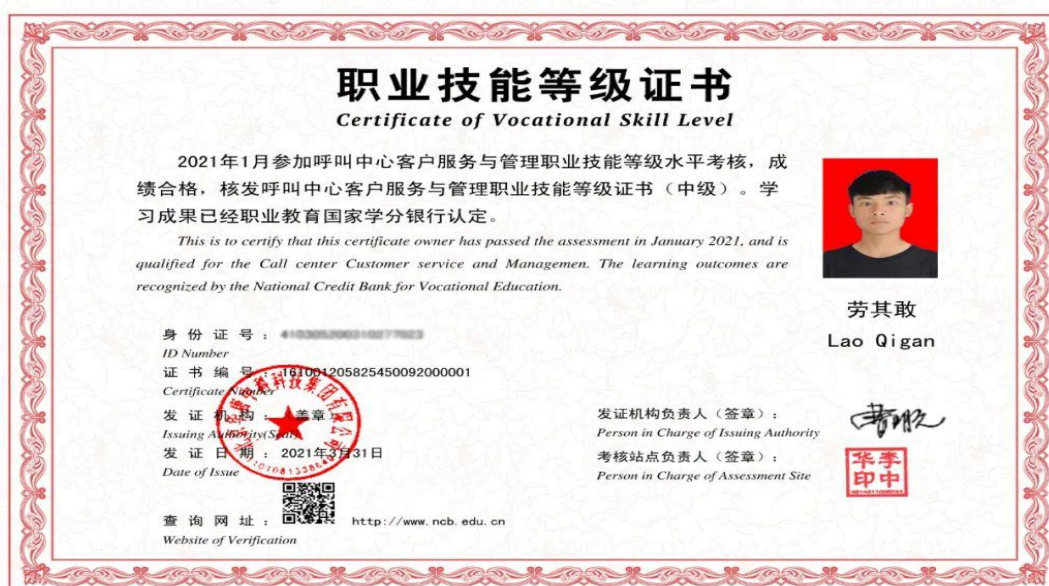 职业技能等级证书
Certificate of Vocational Skill Level
2021年1月参加呼叫中心客户服务与管理职业技能等级水平考核，成
绩合格，核发呼叫中心客户服务与管理职业技能等级证书（中级）。学
习成果已经职业教育国家学分银行认定。
This is to certify that this certificate owner has passed the assessment in January 2021, and is
qualified for the Call center Customer service and Managemen. The learning outcomes are
recognized by the National Credit Bank for Vocational Education.
劳其敢
Lao Qigan
身份证号：
ID Number
证书编号：161001205825450092000001
Certificate Number
发证机构：盖章
Issuing Authority(Seal)
发证日期：2021年3月31日
Date of Issue
查询网址： http://www.ncb.edu.cn
Website of Verification
发证机构负责人（签章）：
Person in Charge of Issuing Authority
考核站点负责人（签章）：
Person in Charge of Assessment Site
华李
印中